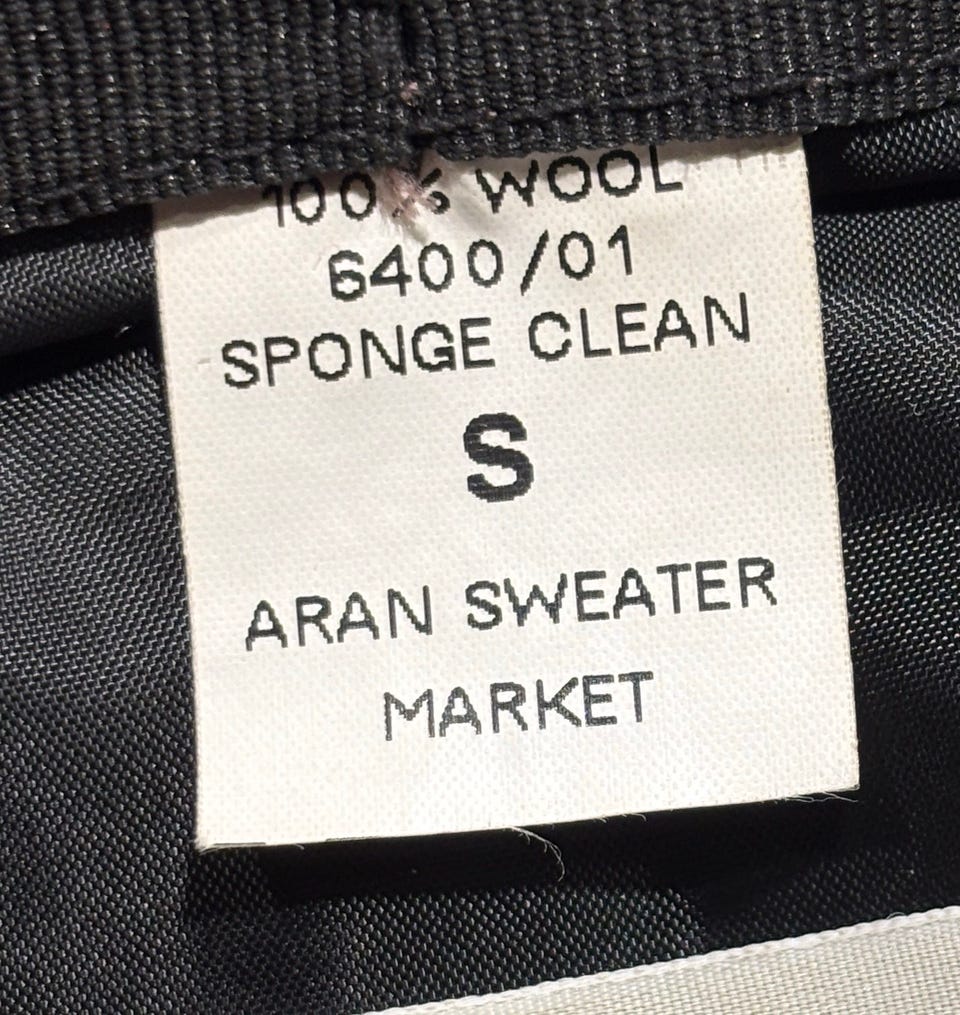 100% WOOL
6400/01
SPONGE CLEAN
S
ARAN SWEATER
MARKET